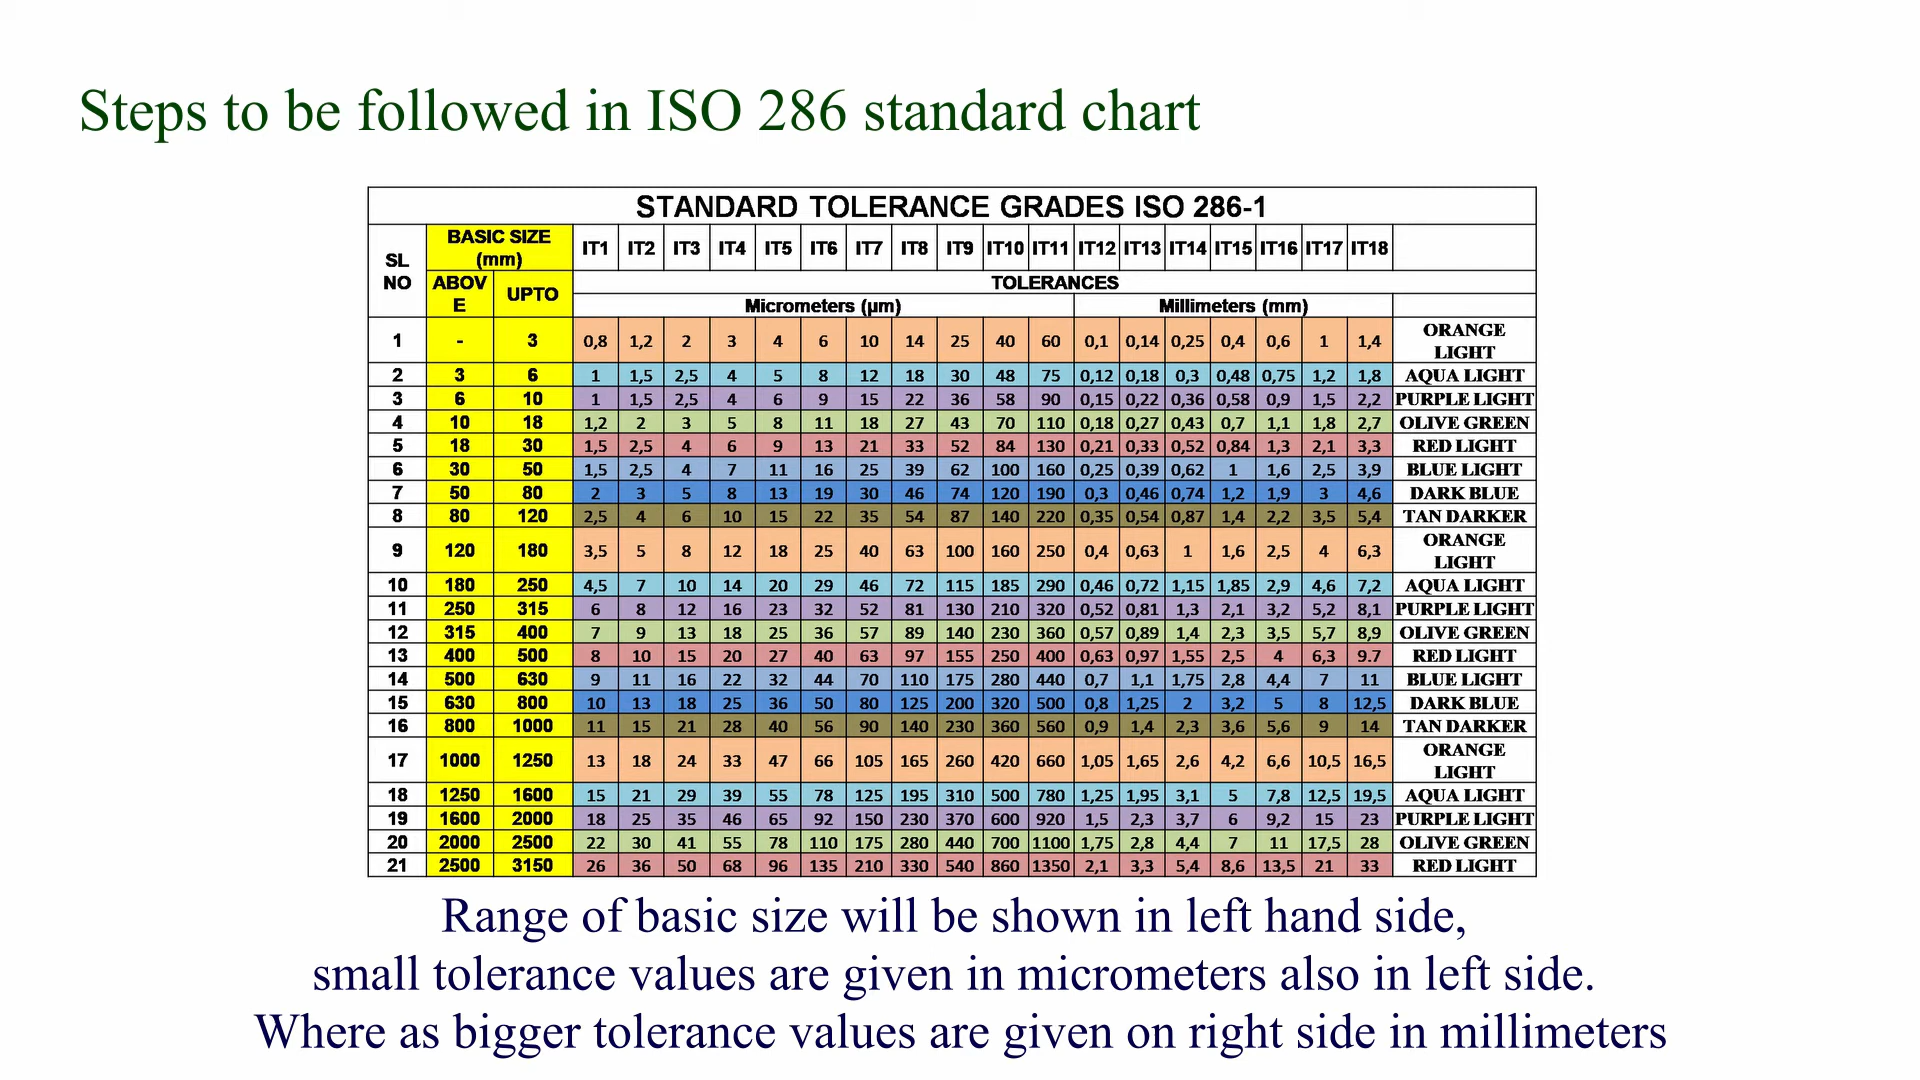 Steps to be followed in ISO 286 standard chart
STANDARD TOLERANCE GRADES ISO 286-1
SL NO BASIC SIZE (mm) IT1 IT2 IT3 IT4 IT5 IT6 IT7 IT8 IT9 IT10 IT11 IT12 IT13 IT14 IT15 IT16 IT17 IT18
ABOVE UPTO TOLERANCES
Micrometers (µm) Millimeters (mm)
1 - 3 0,8 1,2 2 3 4 6 10 14 25 40 60 0,1 0,14 0,25 0,4 0,6 1 1,4 ORANGE LIGHT
2 3 6 1 1,5 2,5 4 5 8 12 18 30 48 75 0,12 0,18 0,3 0,48 0,75 1,2 1,8 AQUA LIGHT
3 6 10 1 1,5 2,5 4 6 9 15 22 36 58 90 0,15 0,22 0,36 0,58 0,9 1,5 2,2 PURPLE LIGHT
4 10 18 1,2 2 3 5 8 11 18 27 43 70 110 0,18 0,27 0,43 0,7 1,1 1,8 2,7 OLIVE GREEN
5 18 30 1,5 2,5 4 6 9 13 21 33 52 84 130 0,21 0,33 0,52 0,84 1,3 2,1 3,3 RED LIGHT
6 30 50 1,5 2,5 4 7 11 16 25 39 62 100 160 0,25 0,39 0,62 1 1,6 2,5 3,9 BLUE LIGHT
7 50 80 2 3 5 8 13 19 30 46 74 120 190 0,3 0,46 0,74 1,2 1,9 3 4,6 DARK BLUE
8 80 120 2,5 4 6 10 15 22 35 54 87 140 220 0,35 0,54 0,87 1,4 2,2 3,5 5,4 TAN DARKER
9 120 180 3,5 5 8 12 18 25 40 63 100 160 250 0,4 0,63 1 1,6 2,5 4 6,3 ORANGE LIGHT
10 180 250 4,5 7 10 14 20 29 46 72 115 185 290 0,46 0,72 1,15 1,85 2,9 4,6 7,2 AQUA LIGHT
11 250 315 6 8 12 16 23 32 52 81 130 210 320 0,52 0,81 1,3 2,1 3,2 5,2 8,1 PURPLE LIGHT
12 315 400 7 9 13 18 25 36 57 89 140 230 360 0,57 0,89 1,4 2,3 3,5 5,7 8,9 OLIVE GREEN
13 400 500 8 10 15 20 27 40 63 97 155 250 400 0,63 0,97 1,55 2,5 4 6,3 9.7 RED LIGHT
14 500 630 9 11 16 22 32 44 70 110 175 280 440 0,7 1,1 1,75 2,8 4,4 7 11 BLUE LIGHT
15 630 800 10 13 18 25 36 50 80 125 200 320 500 0,8 1,25 2 3,2 5 8 12,5 DARK BLUE
16 800 1000 11 15 21 28 40 56 90 140 230 360 560 0,9 1,4 2,3 3,6 5,6 9 14 TAN DARKER
17 1000 1250 13 18 24 33 47 66 105 165 260 420 660 1,05 1,65 2,6 4,2 6,6 10,5 16,5 ORANGE LIGHT
18 1250 1600 15 21 29 39 55 78 125 195 310 500 780 1,25 1,95 3,1 5 7,8 12,5 19,5 AQUA LIGHT
19 1600 2000 18 25 35 46 65 92 150 230 370 600 920 1,5 2,3 3,7 6 9,2 15 23 PURPLE LIGHT
20 2000 2500 22 30 41 55 78 110 175 280 440 700 1100 1,75 2,8 4,4 7 11 17,5 28 OLIVE GREEN
21 2500 3150 26 36 50 68 96 135 210 330 540 860 1350 2,1 3,3 5,4 8,6 13,5 21 33 RED LIGHT
Range of basic size will be shown in left hand side,
small tolerance values are given in micrometers also in left side.
Where as bigger tolerance values are given on right side in millimeters